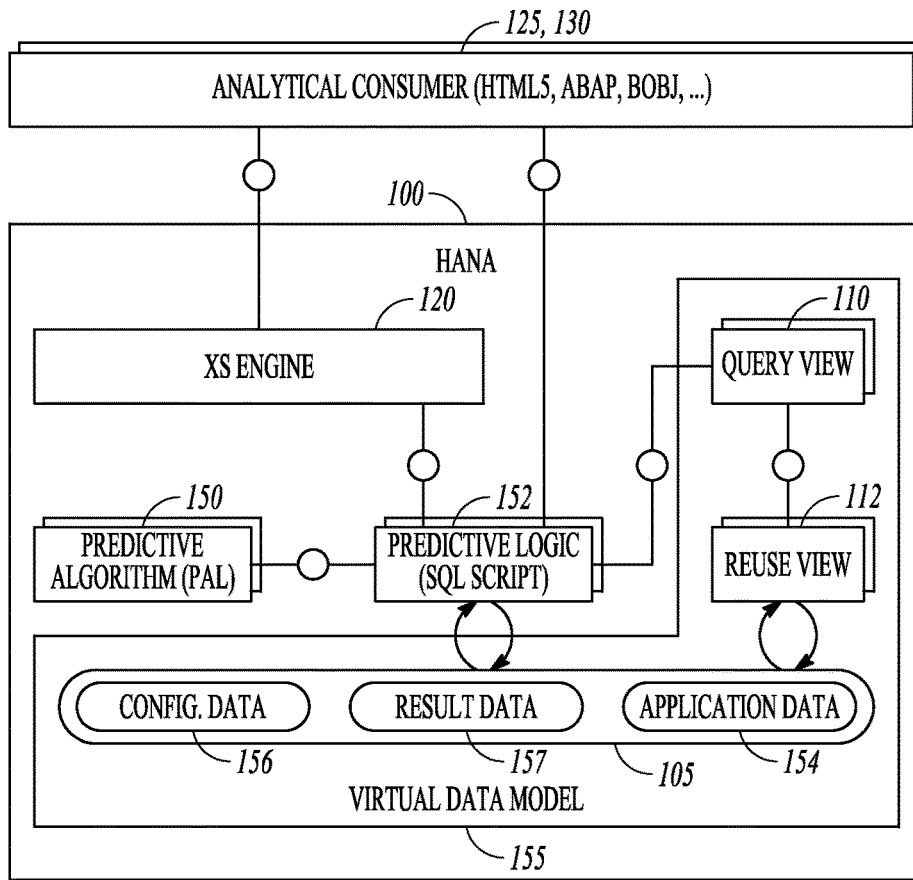 125, 130
ANALYTICAL CONSUMER (HTML5, ABAP, BOBJ, ...)
100
HANA
120
XS ENGINE
110
QUERY VIEW
150
PREDICTIVE
ALGORITHM (PAL)
152
PREDICTIVE LOGIC
(SQL SCRIPT)
112
REUSE VIEW
CONFIG. DATA
RESULT DATA
APPLICATION DATA
156
157
105
154
VIRTUAL DATA MODEL
155